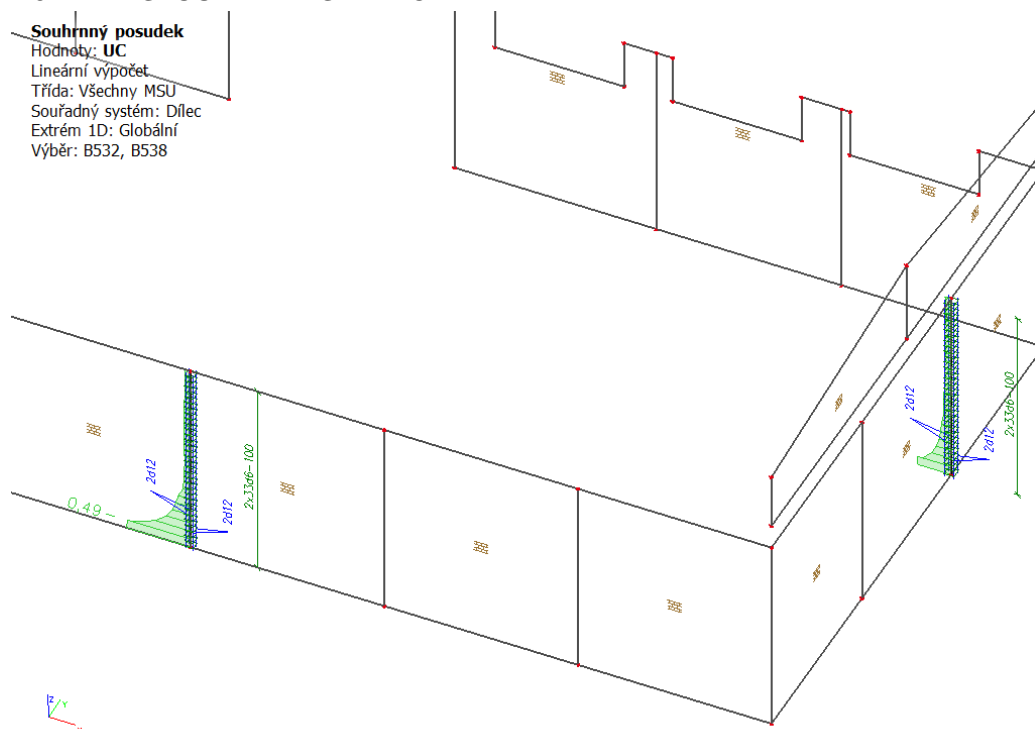 Souhrnný posudek
Hodnoty: UC
Lineární výpočet
Třída: Všechny MSU
Souřadný systém: Dílec
Extrém 1D: Globální
Výběr: B532, B538
2d12
2d12
2x33d6-100
0.49
2d12
2d12
2x33d6-100
Z
Y